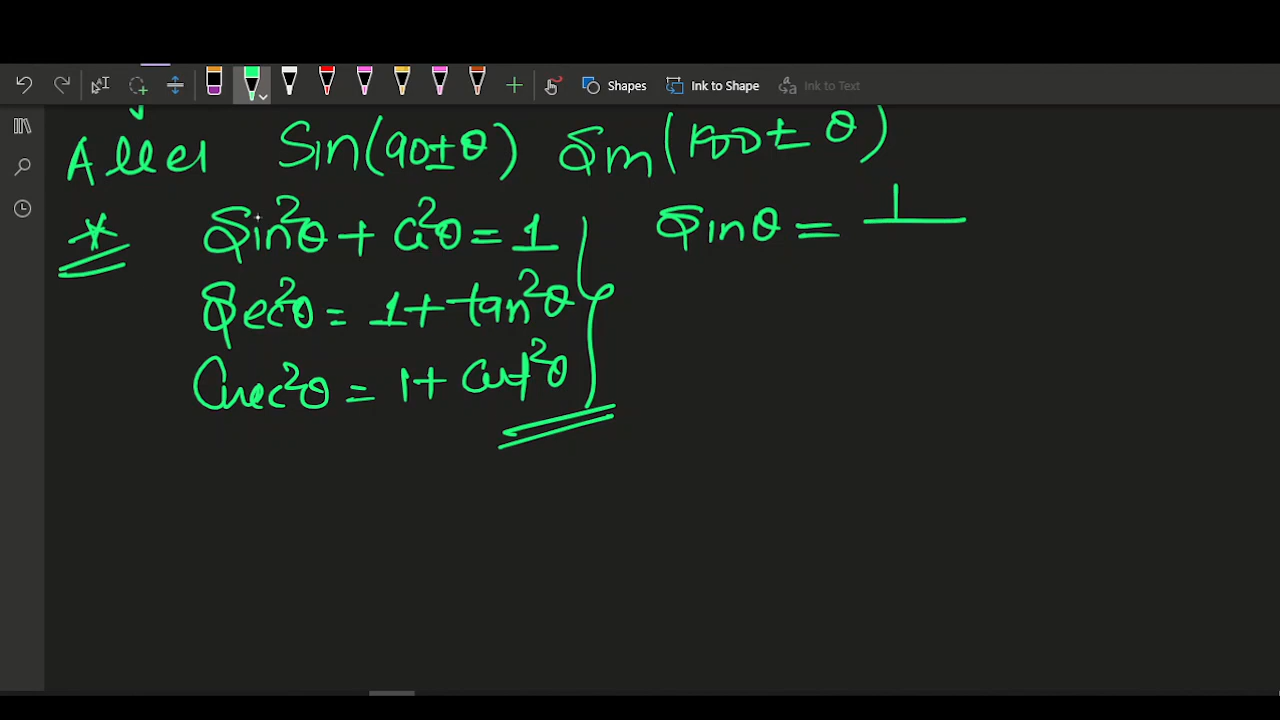 Shapes Ink to Shape Ink to Text
Allied Sin(90±θ) Sin(180±θ)
* Sin²θ + cos²θ = 1 Sinθ = 1/
Sec²θ = 1 + tan²θ
Cosec²θ = 1 + Cot²θ